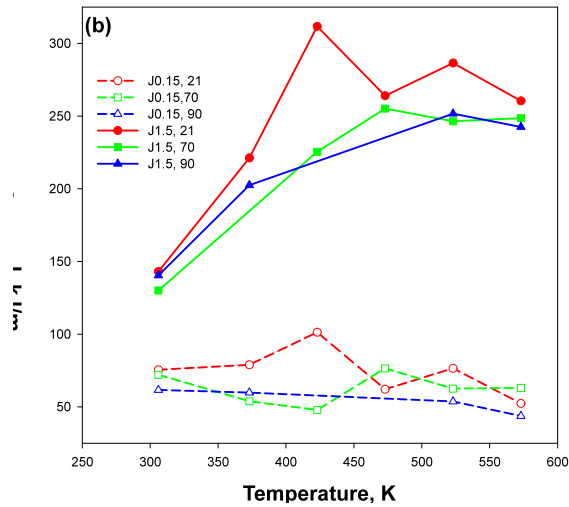 (b)
300
250
200
150
100
50
J0.15, 21
J0.15,70
J0.15, 90
J1.5, 21
J1.5, 70
J1.5, 90
250 300 350 400 450 500 550 600
Temperature, K